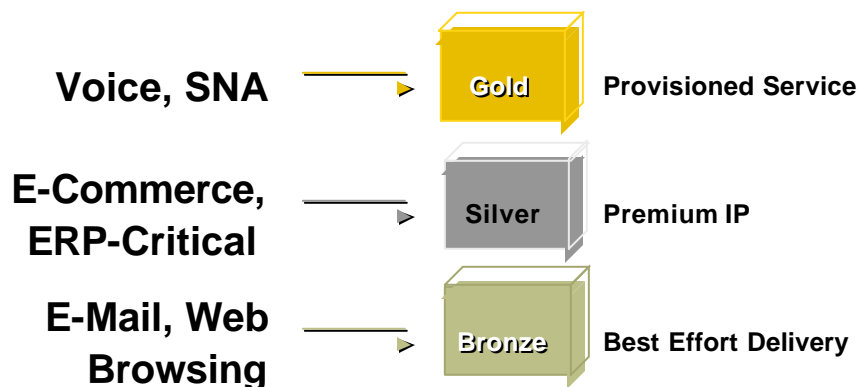 Voice, SNA
Gold
Provisioned Service
E-Commerce,
ERP-Critical
Silver
Premium IP
E-Mail, Web
Browsing
Bronze
Best Effort Delivery